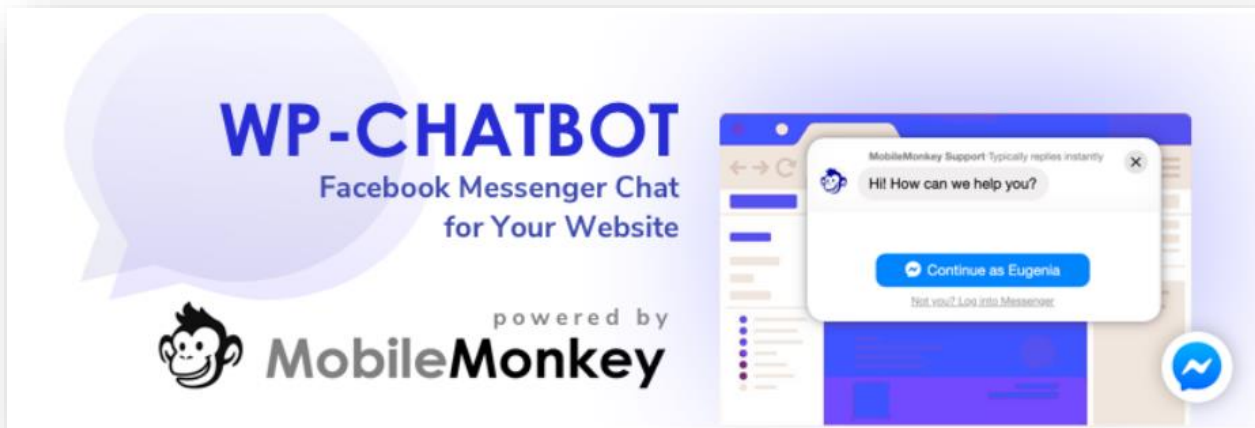 WP-CHATBOT
Facebook Messenger Chat
for Your Website
powered by
MobileMonkey
MobileMonkey Support Typically replies instantly
Hi! How can we help you?
Continue as Eugenia
Not you? Log into Messenger